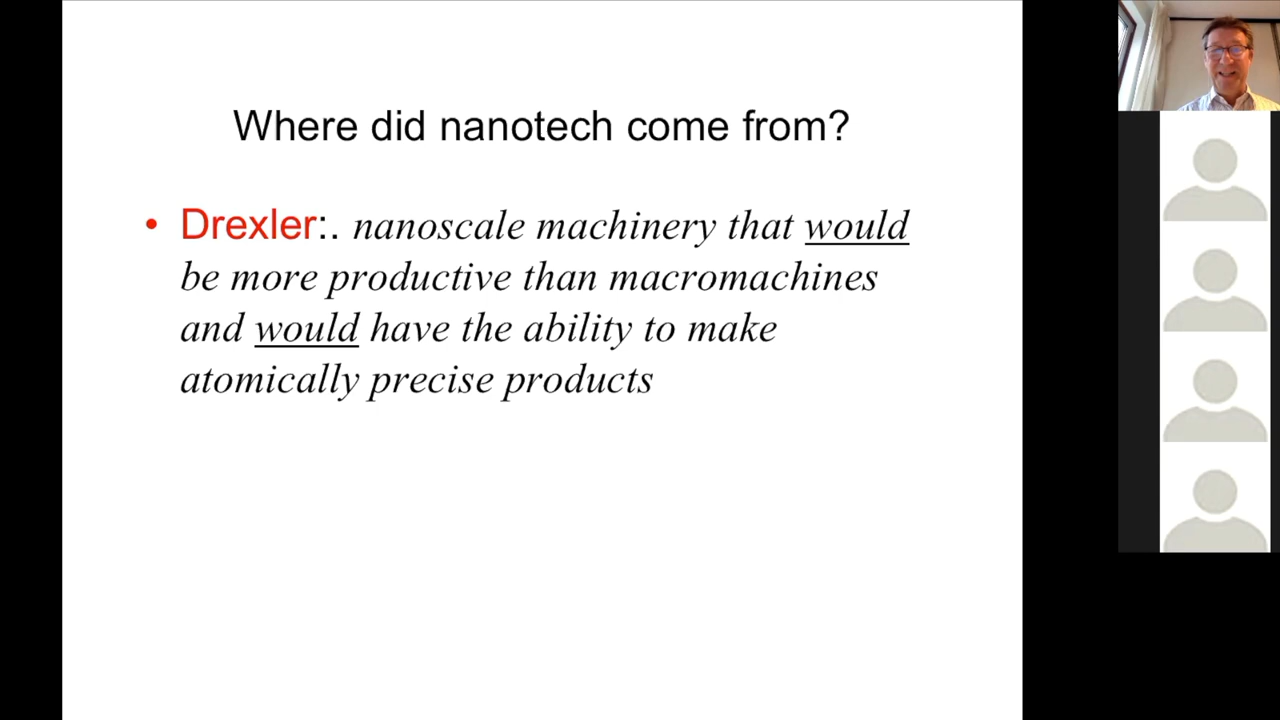 Where did nanotech come from?
• Drexler:. nanoscale machinery that would
be more productive than macromachines
and would have the ability to make
atomically precise products